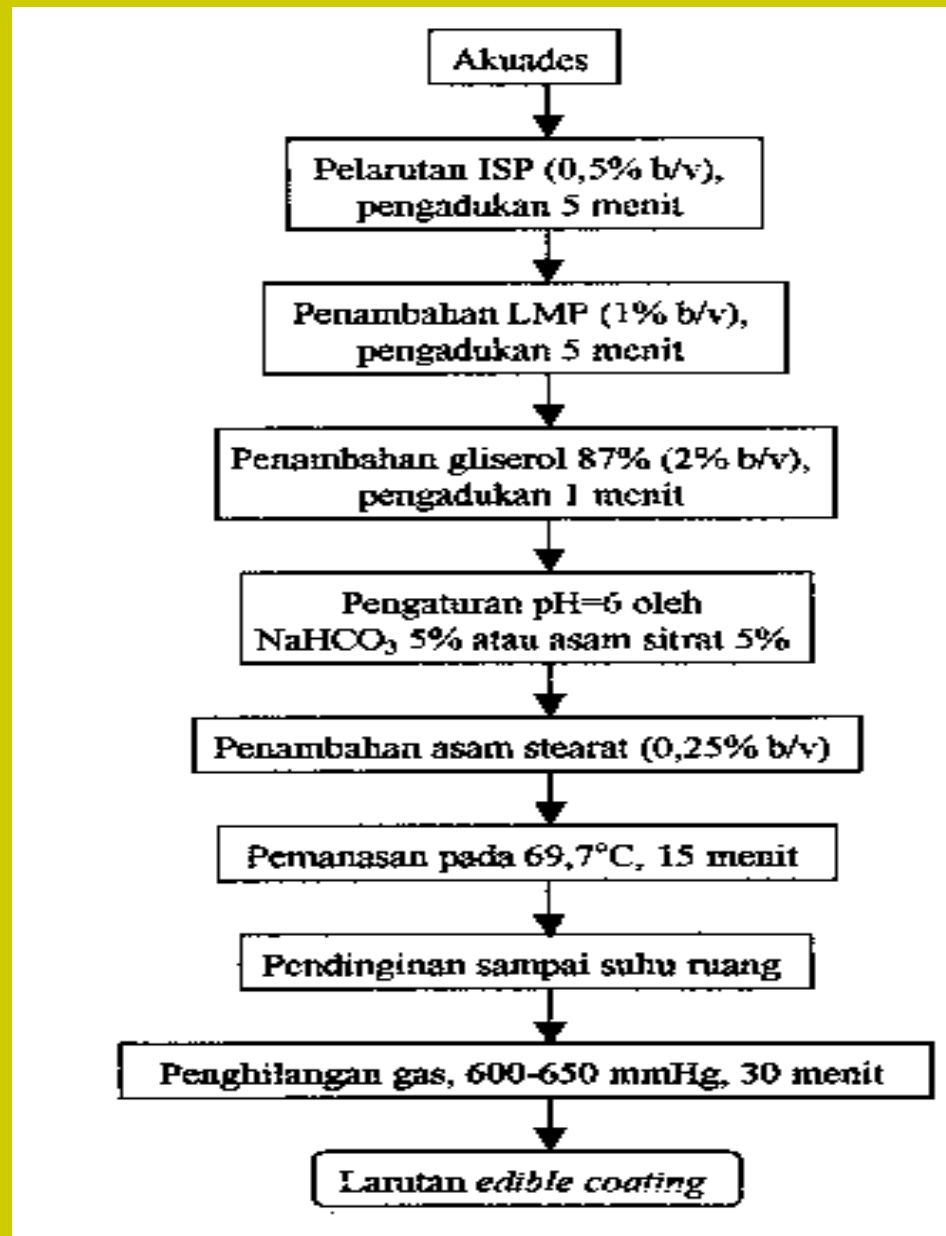 Akuades
Pelarutan ISP (0,5% b/v),
pengadukan 5 menit
Penambahan LMP (1% b/v),
pengadukan 5 menit
Penambahan gliserol 87% (2% b/v),
pengadukan 1 menit
Pengaturan pH=6 oleh
NaHCO₃ 5% atau asam sitrat 5%
Penambahan asam stearat (0,25% b/v)
Pemanasan pada 69,7°C, 15 menit
Pendinginan sampai suhu ruang
Penghilangan gas, 600-650 mmHg, 30 menit
Larutan edible coating